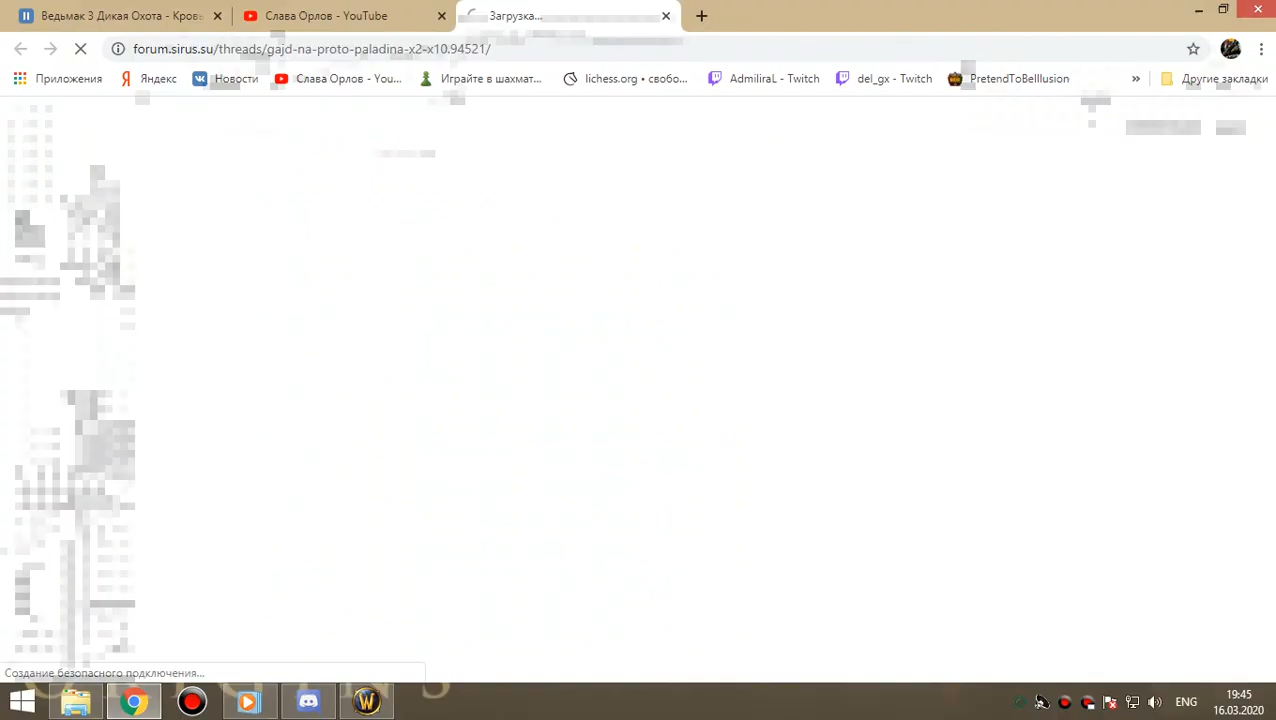 Ведьмак 3 Дикая Охота - Кровь
Слава Орлов - YouTube
Загрузка...
forum.sirus.su/threads/gajd-na-proto-paladina-x2-x10.94521/
Приложения
Яндекс
Новости
Слава Орлов - You...
Играйте в шахмат...
lichess.org • свобо...
AdmiliraL - Twitch
del_gx - Twitch
PretendToBeIllusion
»
Другие закладки
Создание безопасного подключения...
ENG
19:45
16.03.2020